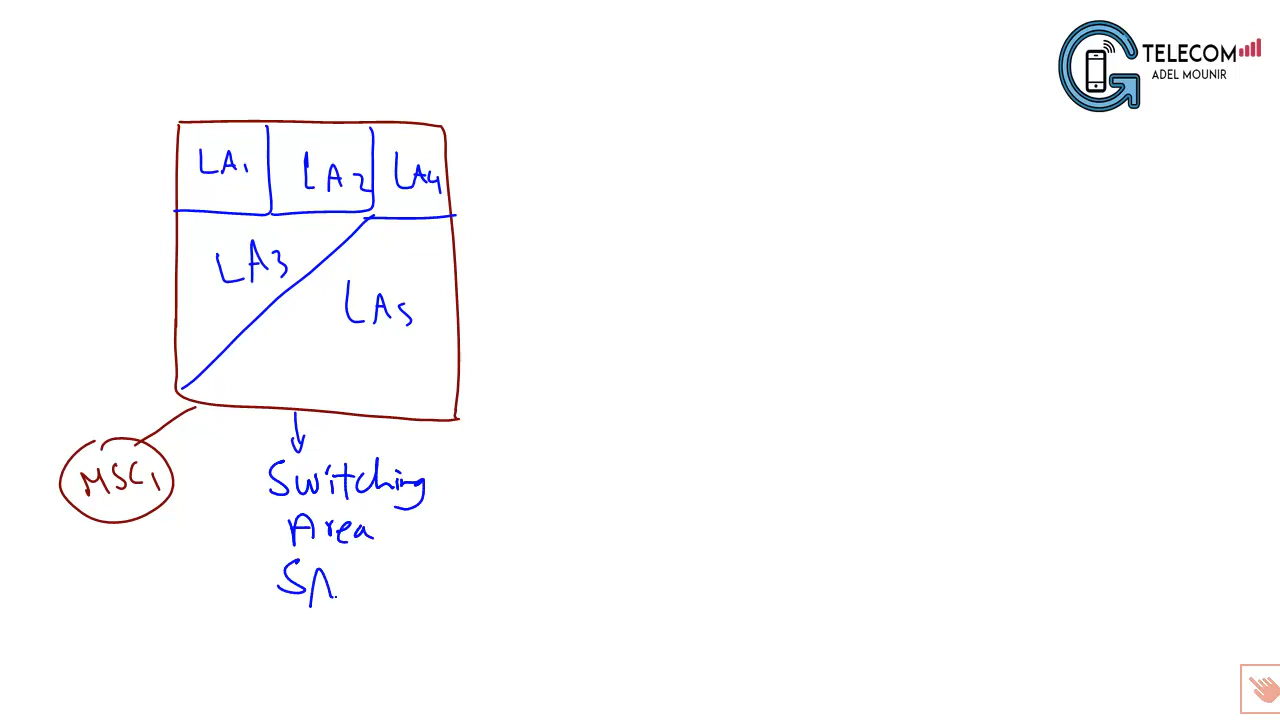 TELECOM
ADEL MOUNIR
LA1
LA2
LA4
LA3
LA5
MSC1
Switching
Area
SA